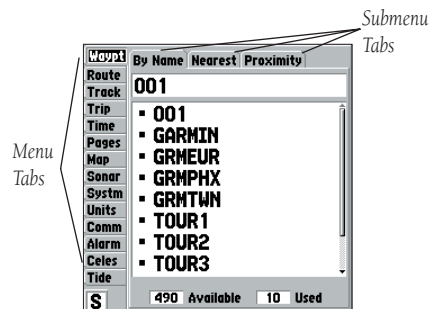 Submenu
Tabs
Menu
Tabs
Waypt
Route
Track
Trip
Time
Pages
Map
Sonar
Systm
Units
Comm
Alarm
Celes
Tide
S
By Name Nearest Proximity
001
001
GARMIN
GRMEUR
GRMPHX
GRMTWN
TOUR1
TOUR2
TOUR3
490 Available 10 Used